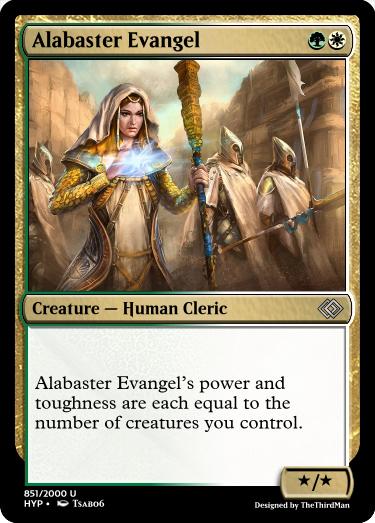 Alabaster Evangel
Creature — Human Cleric
Alabaster Evangel's power and
toughness are each equal to the
number of creatures you control.
★/★
851/2000 U
HYP • Tsabo6
Designed by TheThirdMan